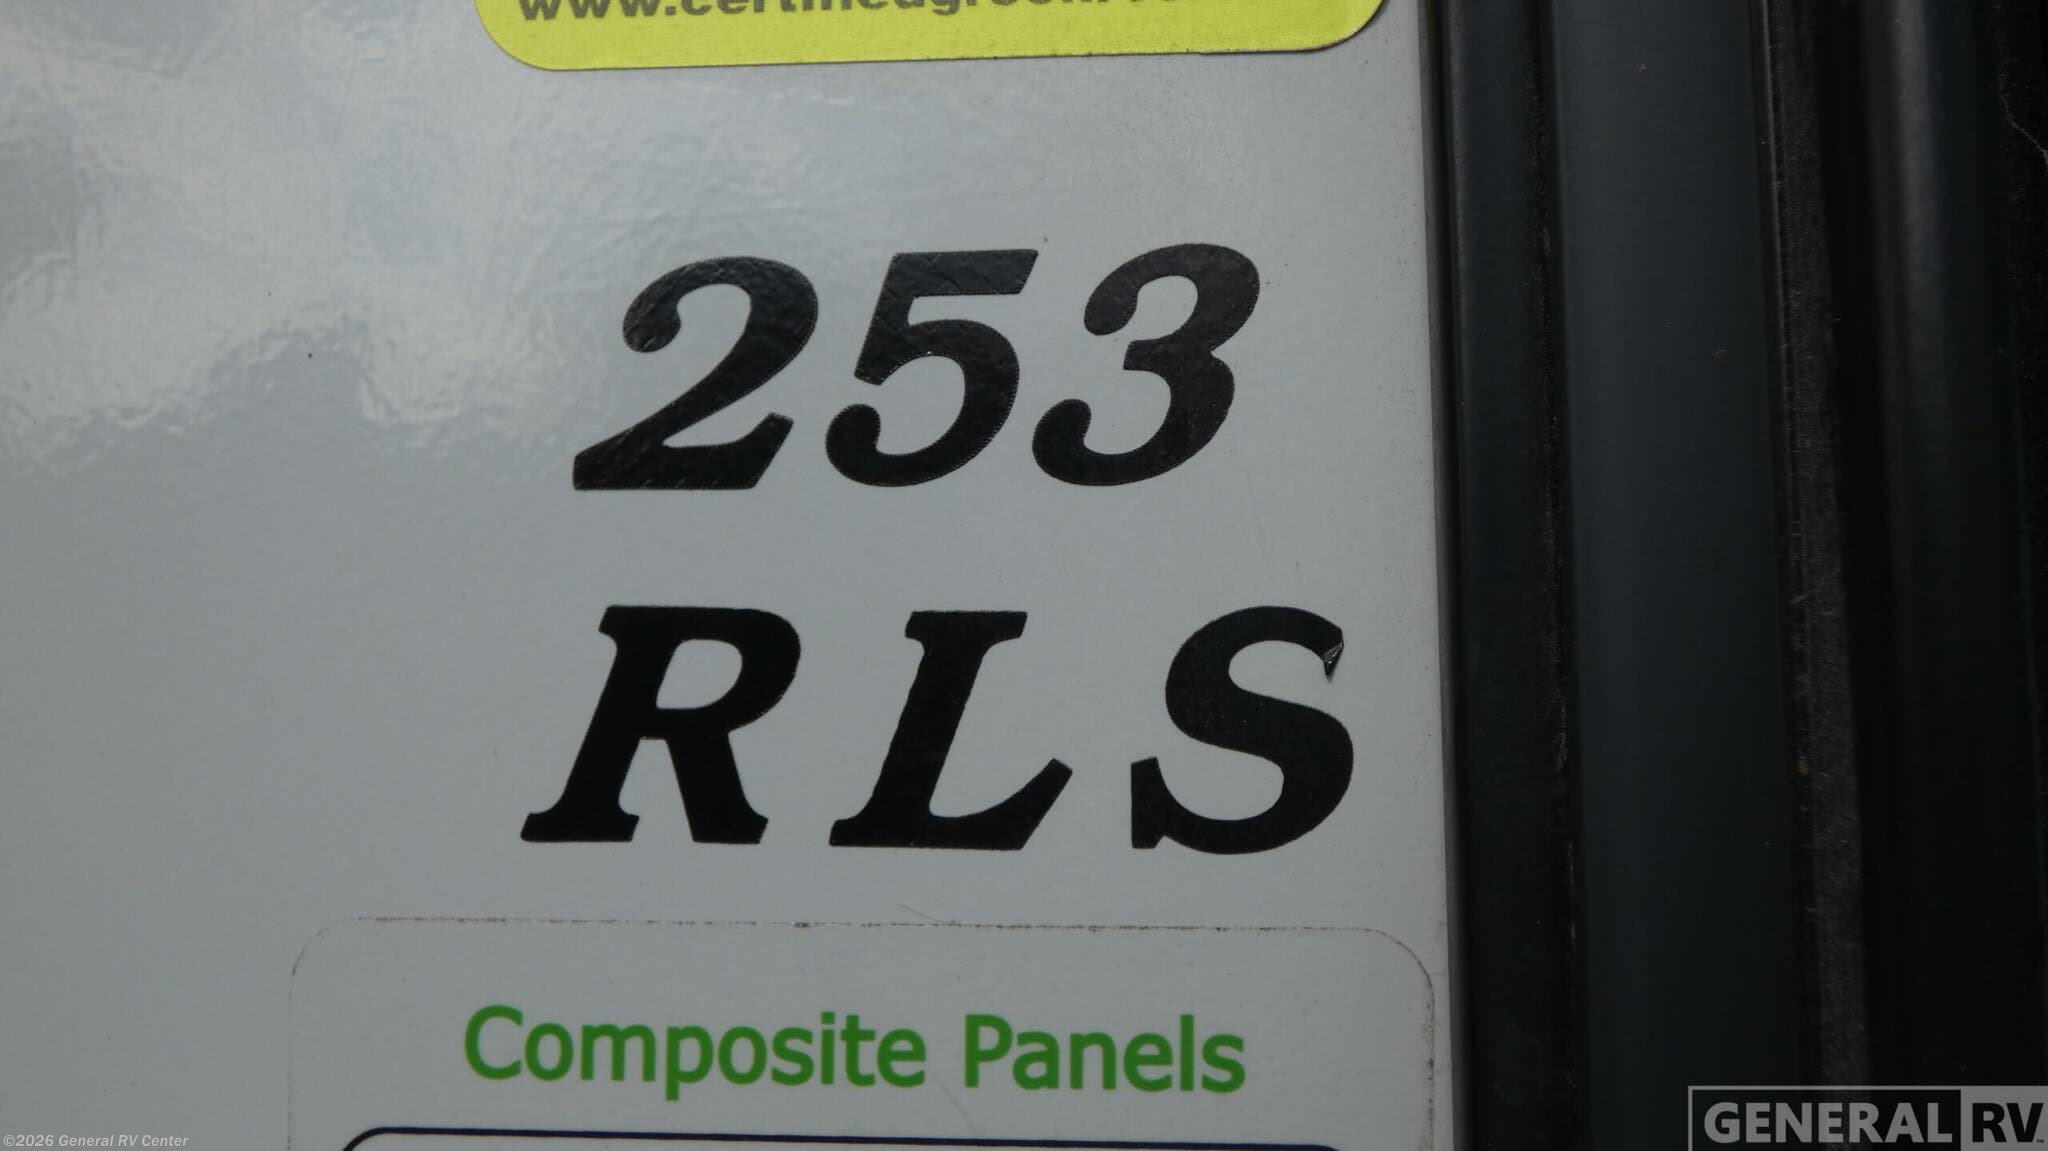 253
RLS
Composite Panels
©2026 General RV Center
GENERAL RV